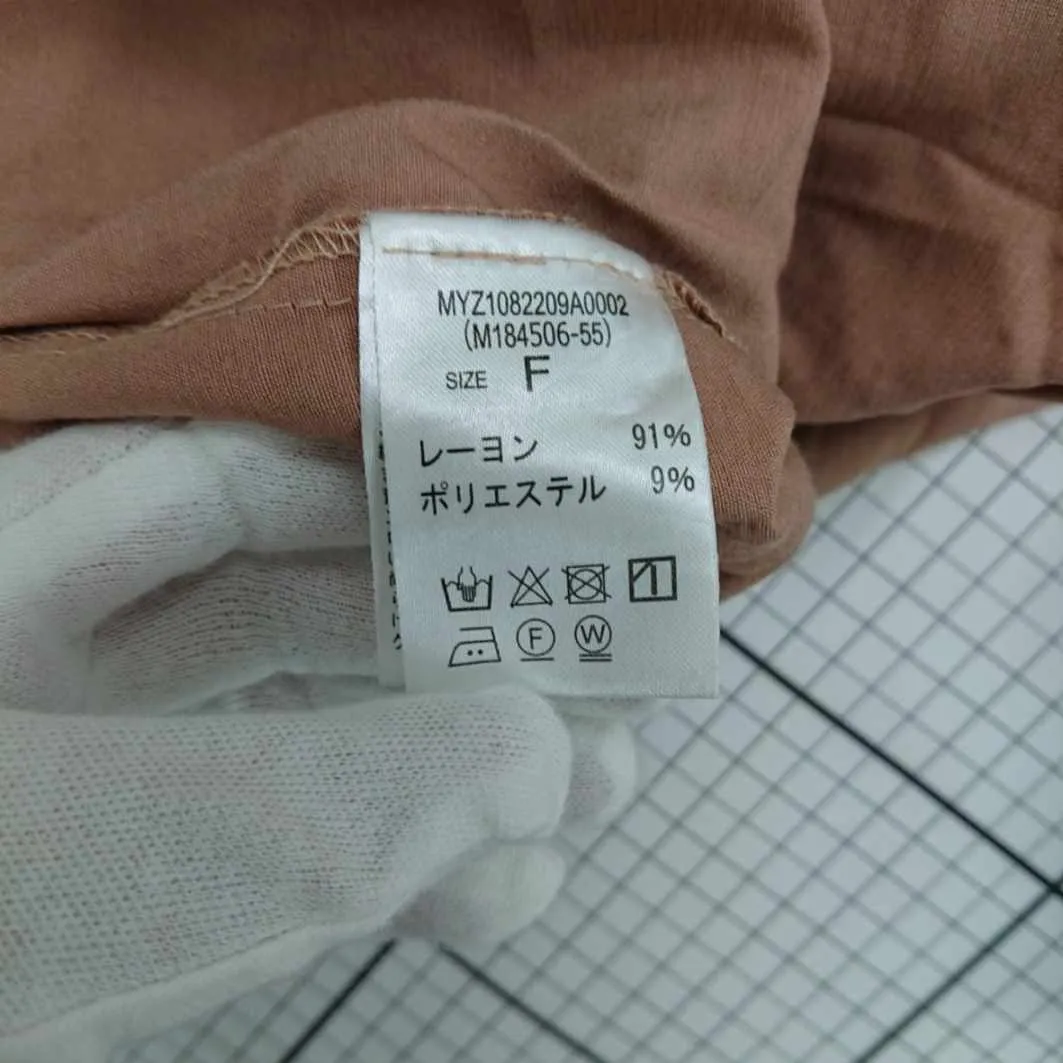 MYZ1082209A0002
(M184506-55)
SIZE F
レーヨン 91%
ポリエステル 9%
F W